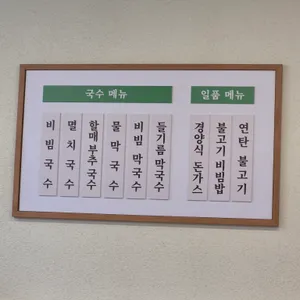 국수 메뉴
비빔국수
멸치국수
할매부추국수
물막국수
비빔막국수
들기름막국수
일품 메뉴
경양식 돈가스
불고기비빔밥
연탄 불고기